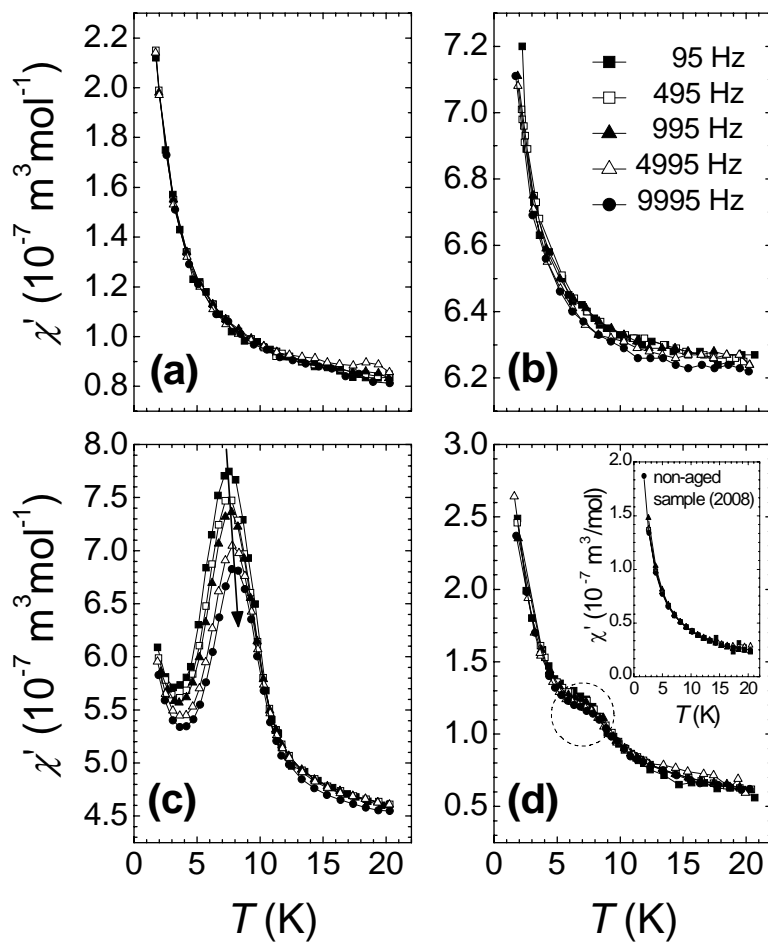 2.2
2.0
1.8
1.6
1.4
1.2
1.0
0.8
χ' (10⁻⁷ m³mol⁻¹)
(a)
7.2
7.0
6.8
6.6
6.4
6.2
χ' (10⁻⁷ m³mol⁻¹)
95 Hz
495 Hz
995 Hz
4995 Hz
9995 Hz
(b)
8.0
7.5
7.0
6.5
6.0
5.5
5.0
4.5
χ' (10⁻⁷ m³mol⁻¹)
(c)
0 5 10 15 20
T (K)
3.0
2.5
2.0
1.5
1.0
0.5
(d)
0 5 10 15 20
T (K)
2.0
1.5
1.0
0.5
0.0
χ' (10⁻⁷ m³/mol)
non-aged
sample (2008)
0 5 10 15 20
T (K)